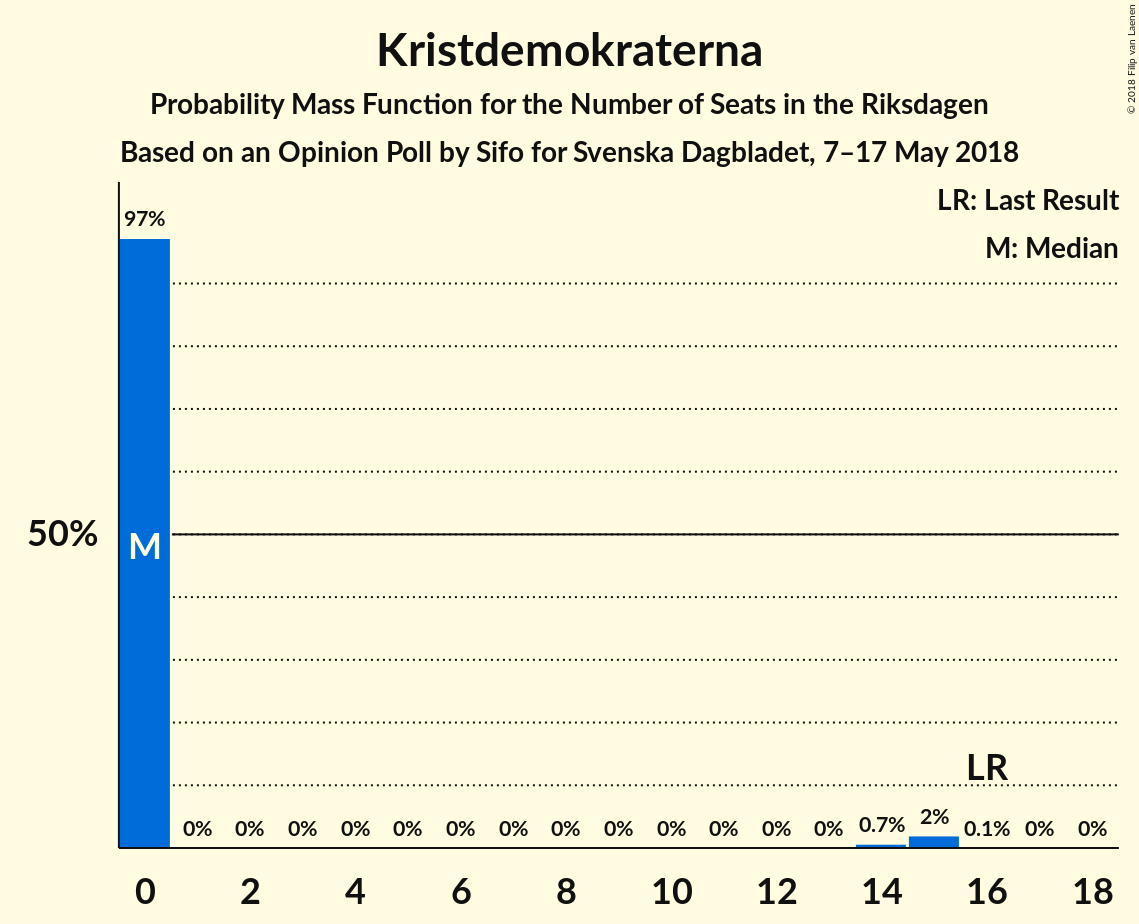 Kristdemokraterna
Probability Mass Function for the Number of Seats in the Riksdagen
Based on an Opinion Poll by Sifo for Svenska Dagbladet, 7–17 May 2018
© 2018 Filip van Laenen
LR: Last Result
M: Median
97%
50%
M
LR
0% 0% 0% 0% 0% 0% 0% 0% 0% 0% 0% 0% 0% 0.7% 2% 0.1% 0% 0%
0 2 4 6 8 10 12 14 16 18